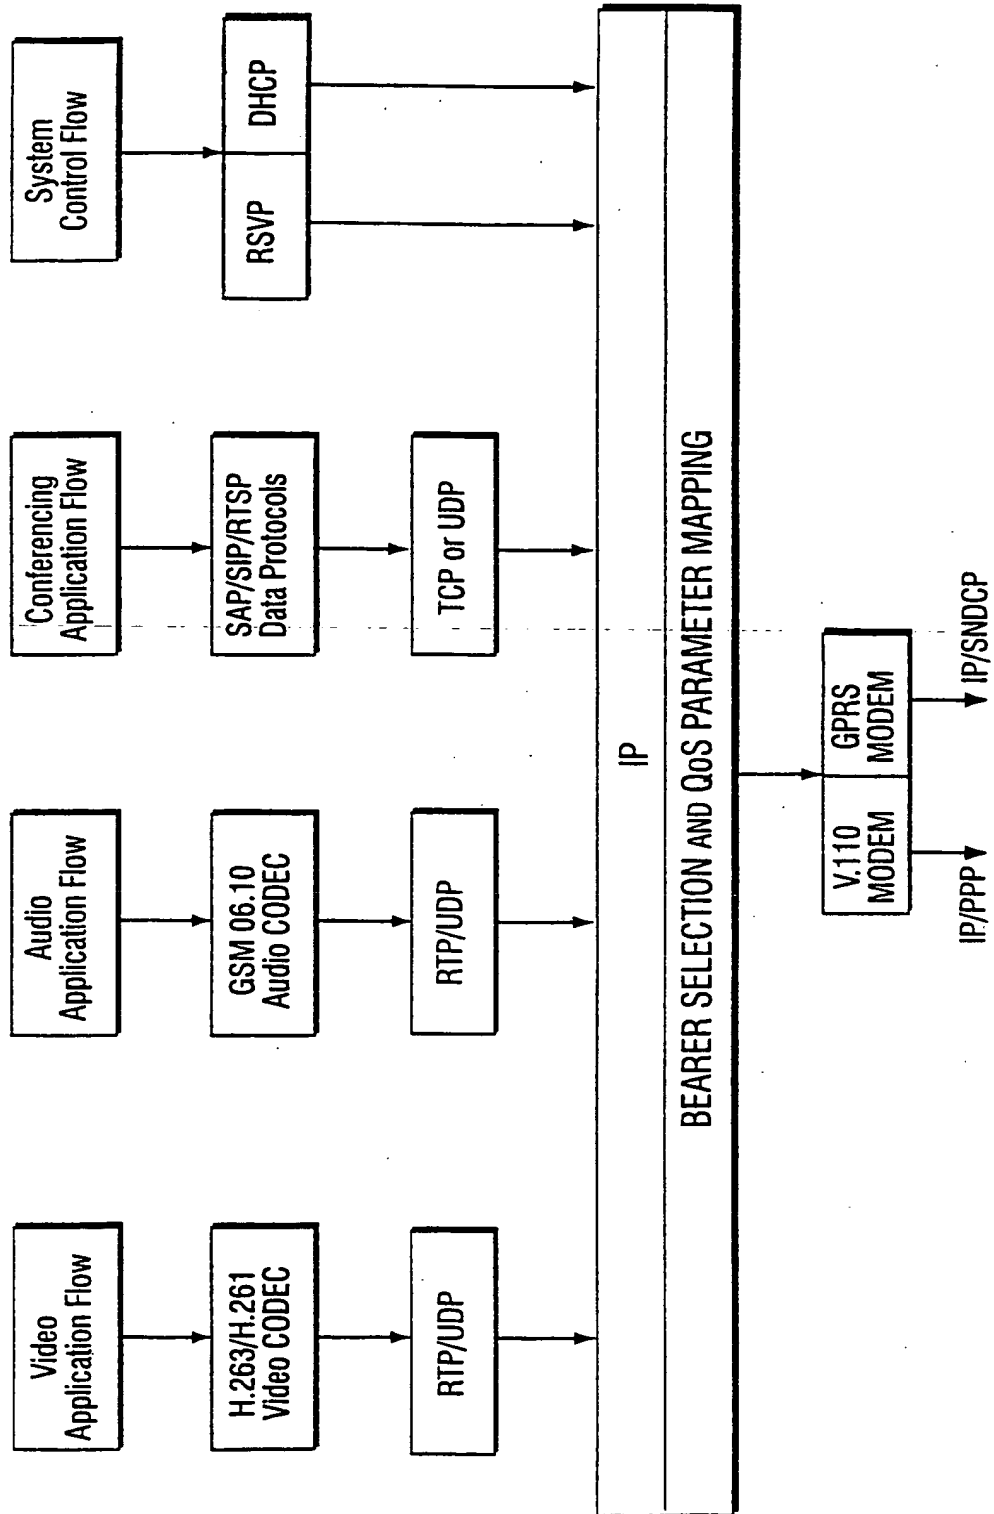 Video
Application Flow
H.263/H.261
Video CODEC
RTP/UDP
Audio
Application Flow
GSM 06.10
Audio CODEC
RTP/UDP
Conferencing
Application Flow
SAP/SIP/RTSP
Data Protocols
TCP or UDP
System
Control Flow
RSVP
DHCP
IP
BEARER SELECTION AND QoS PARAMETER MAPPING
V.110
MODEM
GPRS
MODEM
IP/PPP
IP/SNDCP